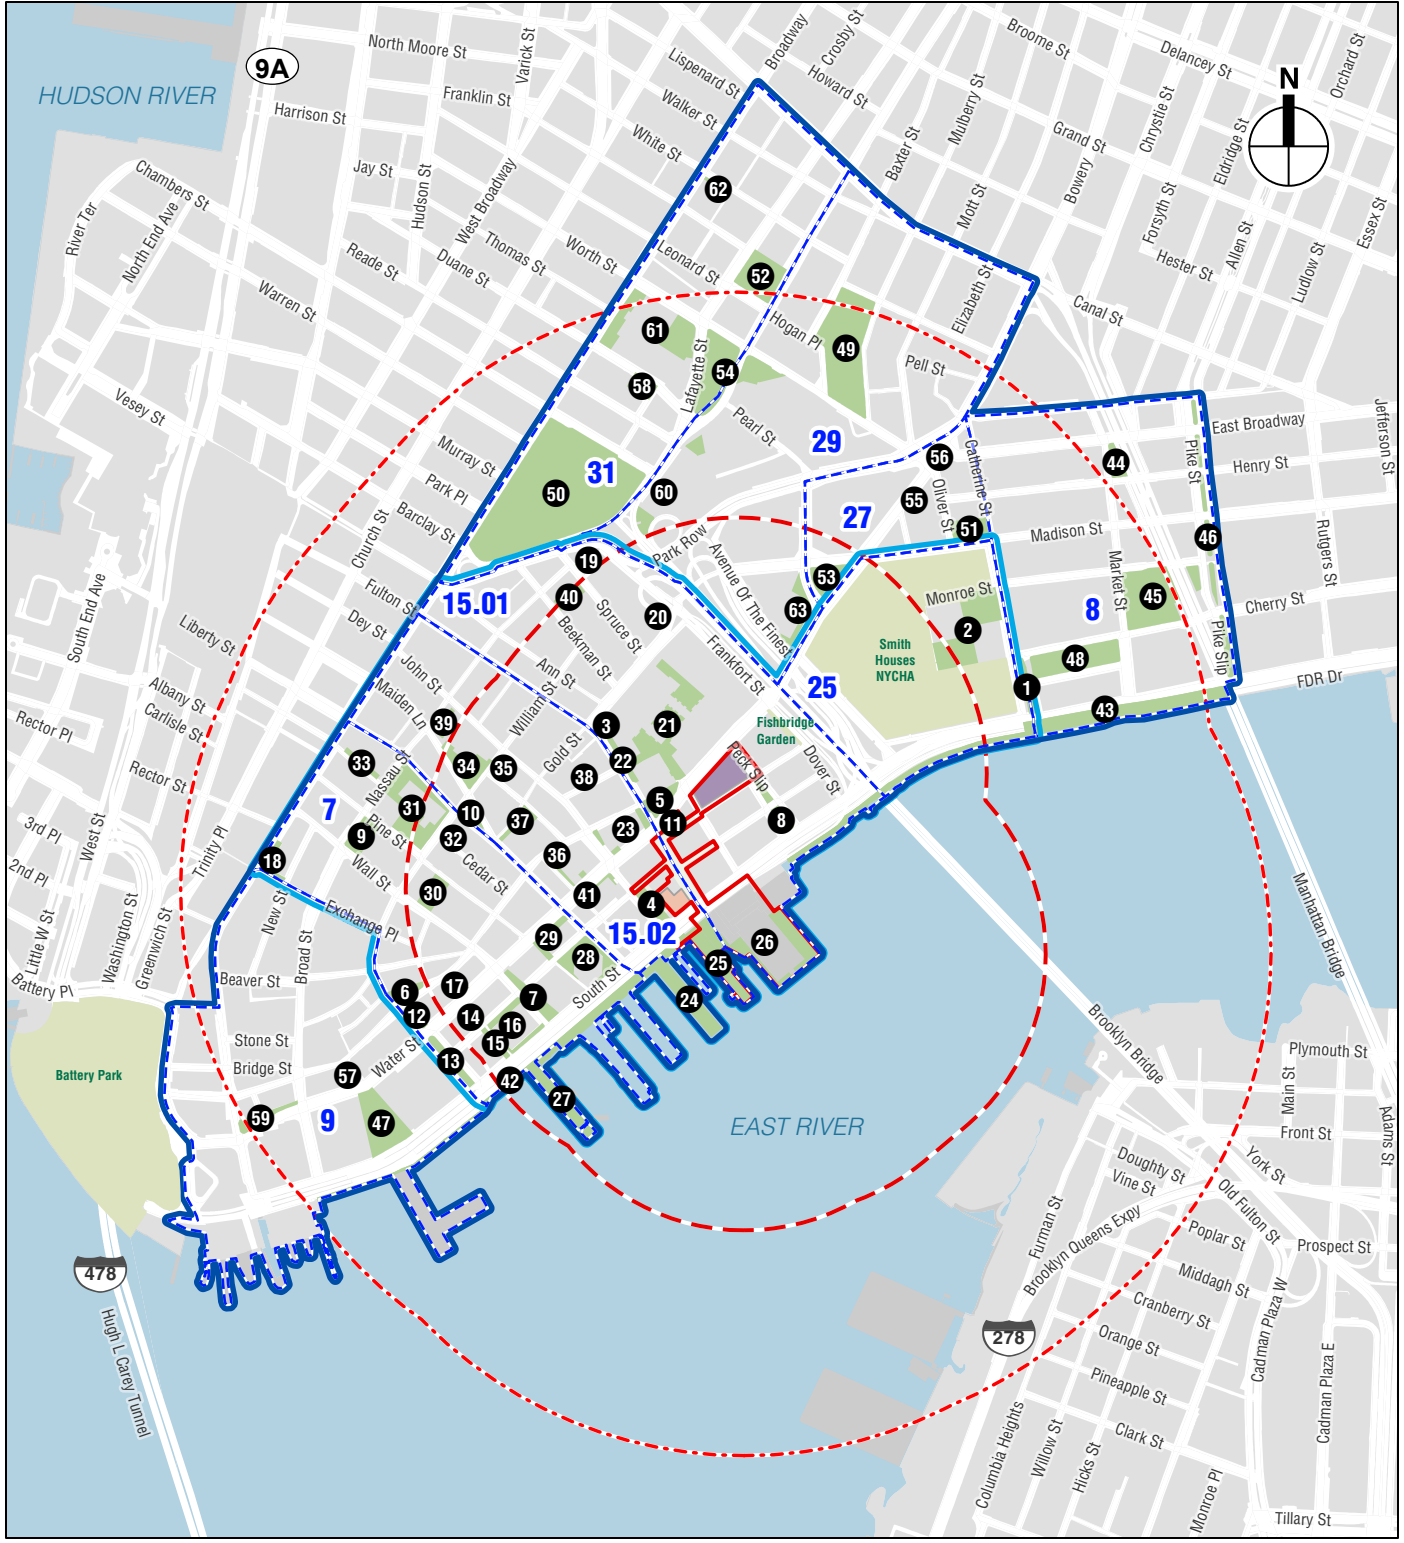 HUDSON RIVER
9A
North Moore St
Varick St
Franklin St
Harrison St
Lispenard St
Walker St
White St
Broadway
Crosby St
Howard St
Broome St
Delancey St
Orchard St
N
Chrystie St
Grand St
Eldridge St
Mulberry St
Baxter St
Bowery
Mott St
Forsyth St
Hester St
Allen St
Ludlow St
Essex St
Chambers St
Jay St
Hudson St
West Broadway
River Ter
North End Ave
Reade St
Duane St
Thomas St
Worth St
Leonard St
Warren St
62
52
61
Hogan Pl
49
Elizabeth St
Canal St
Lafayette St
54
58
Pell St
Pearl St
Vesey St
Murray St
Park Pl
Barclay St
Church St
29
31
50
60
56
55
Oliver St
Catherine St
51
27
44
East Broadway
Henry St
Pike St
Jefferson St
Madison St
46
Rutgers St
Market St
45
8
Cherry St
Pike Slip
48
43
FDR Dr
1
Monroe St
2
Smith
Houses
NYCHA
Park Row
Avenue Of The Finest
53
63
25
19
15.01
40
Spruce St
20
Beekman St
Ann St
Frankfort St
Fulton St
Dey St
South End Ave
Liberty St
Albany St
Carlisle St
Rector Pl
Rector St
John St
Maiden Ln
William St
39
Gold St
3
21
22
Fishbridge
Garden
Peck Slip
Dover St
33
Nassau St
34
35
38
5
11
8
7
31
10
32
37
23
9
Pine St
Wall St
Cedar St
36
41
4
30
15.02
18
Exchange Pl
New St
Broad St
Trinity Pl
3rd Pl
2nd Pl
West St
Little W St
Washington St
Greenwich St
Battery Pl
Beaver St
29
28
South St
26
25
24
6
17
7
12
14
16
15
Stone St
Bridge St
Water St
13
57
42
27
59
9
47
Battery Park
EAST RIVER
Manhattan Bridge
Brooklyn Bridge
Plymouth St
Main St
Front St
Adams St
York St
Doughty St
Vine St
Old Fulton St
Furman St
Brooklyn Queens Expy
Poplar St
Prospect St
Middagh St
Cranberry St
Cadman Plaza W
Orange St
Cadman Plaza E
Pineapple St
Clark St
Columbia Heights
Willow St
Hicks St
Monroe Pl
Tillary St
278
478
Hugh L Carey Tunnel